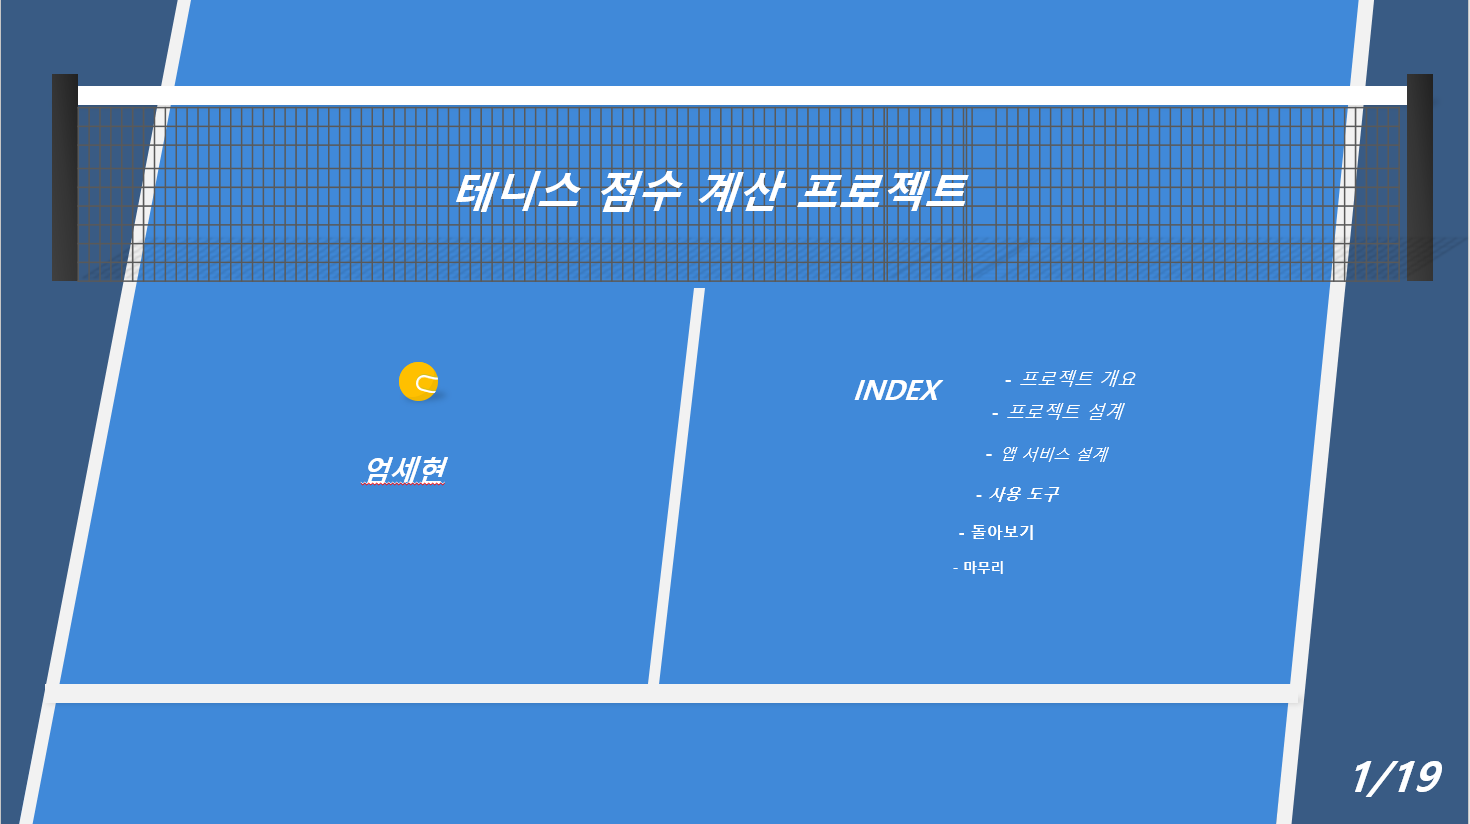 테니스 점수 계산 프로젝트
엄세현
INDEX
- 프로젝트 개요
- 프로젝트 설계
- 앱 서비스 설계
- 사용 도구
- 돌아보기
- 마무리
1/19